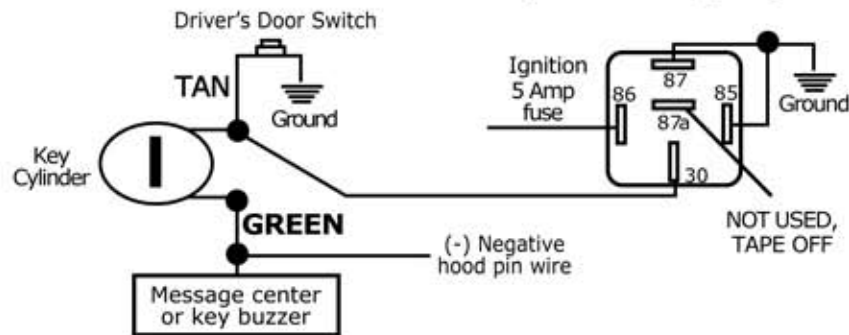 Driver's Door Switch
TAN
Ground
Key
Cylinder
GREEN
(-) Negative
hood pin wire
Message center
or key buzzer
Ignition
5 Amp
fuse
86
87
85
87a
30
Ground
NOT USED,
TAPE OFF